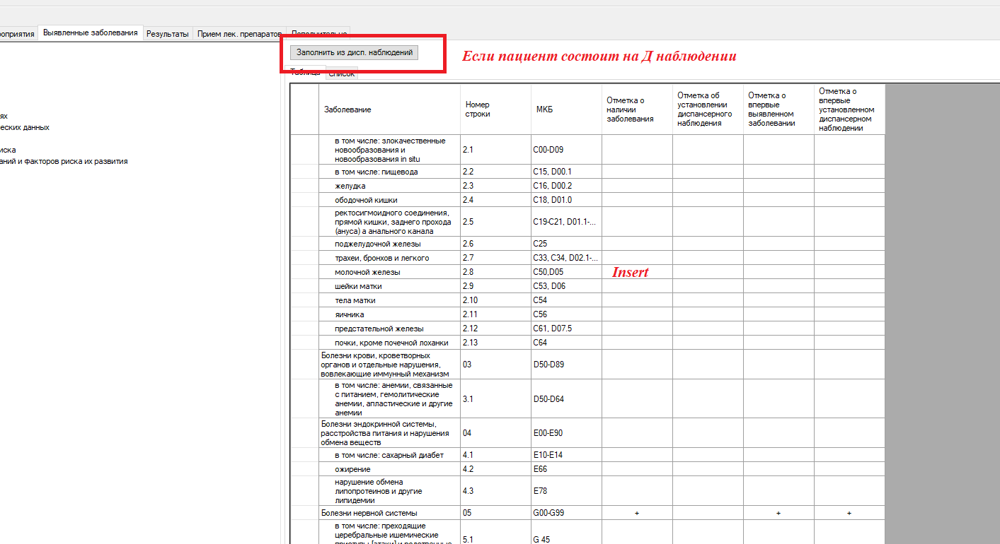 Выявленные заболевания Результаты Прием лек. препаратов
Заполнить из дисп. наблюдений
Если пациент состоит на Д наблюдении
Таблица Список
ях
еских данных
иска
аний и факторов риска их развития
Заболевание
Номер
строки
МКБ
Отметка о
наличии
заболевания
Отметка об
установлении
диспансерного
наблюдения
Отметка о
впервые
выявленном
заболевании
Отметка о
впервые
установленном
диспансерном
наблюдении
в том числе: злокачественные
новообразования и
новообразования in situ
2.1 C00-D09
в том числе: пищевода 2.2 C15, D00.1
желудка 2.3 C16, D00.2
ободочной кишки 2.4 C18, D01.0
ректосигмоидного соединения,
прямой кишки, заднего прохода
(ануса) а анального канала
2.5 C19-C21, D01.1-...
поджелудочной железы 2.6 C25
трахеи, бронхов и легкого 2.7 C33, C34, D02.1-...
молочной железы 2.8 C50,D05 Insert
шейки матки 2.9 C53, D06
тела матки 2.10 C54
яичника 2.11 C56
предстательной железы 2.12 C61, D07.5
почки, кроме почечной лоханки 2.13 C64
Болезни крови, кроветворных
органов и отдельные нарушения,
вовлекающие иммунный механизм
03 D50-D89
в том числе: анемии, связанные
с питанием, гемолитические
анемии, апластические и другие
анемии
3.1 D50-D64
Болезни эндокринной системы,
расстройства питания и нарушения
обмена веществ
04 E00-E90
в том числе: сахарный диабет 4.1 E10-E14
ожирение 4.2 E66
нарушение обмена
липопротеинов и другие
липидемии
4.3 E78
Болезни нервной системы 05 G00-G99 + + +
в том числе: преходящие
церебральные ишемические
5.1 G 45